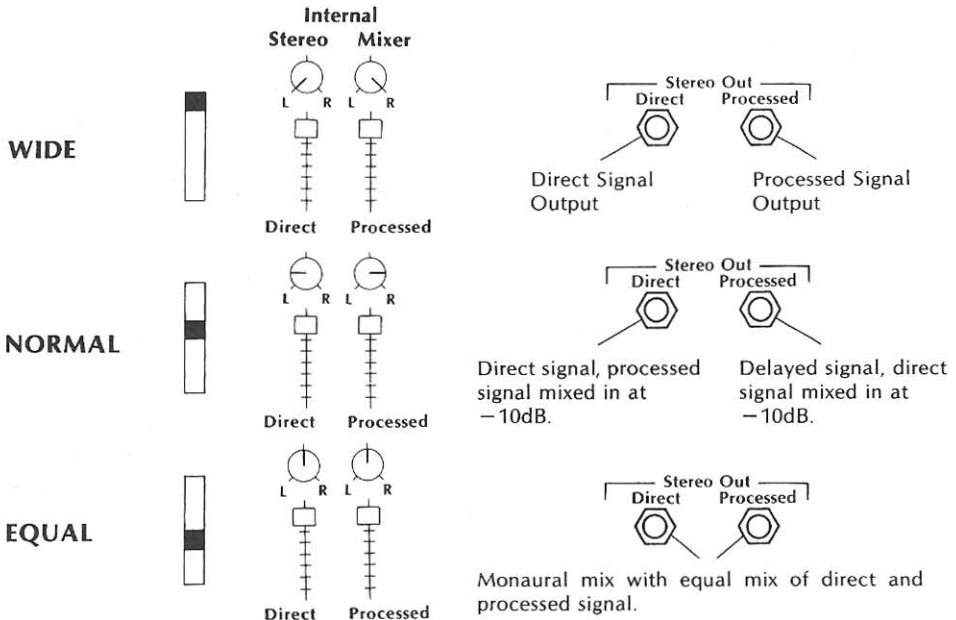 Internal
Stereo Mixer
L R L R
Stereo Out
Direct Processed
WIDE
Direct Signal
Output
Processed Signal
Output
Direct Processed
L R L R
Stereo Out
Direct Processed
NORMAL
Direct signal, processed
signal mixed in at
−10dB.
Delayed signal, direct
signal mixed in at
−10dB.
Direct Processed
L R L R
Stereo Out
Direct Processed
EQUAL
Monaural mix with equal mix of direct and
processed signal.
Direct Processed